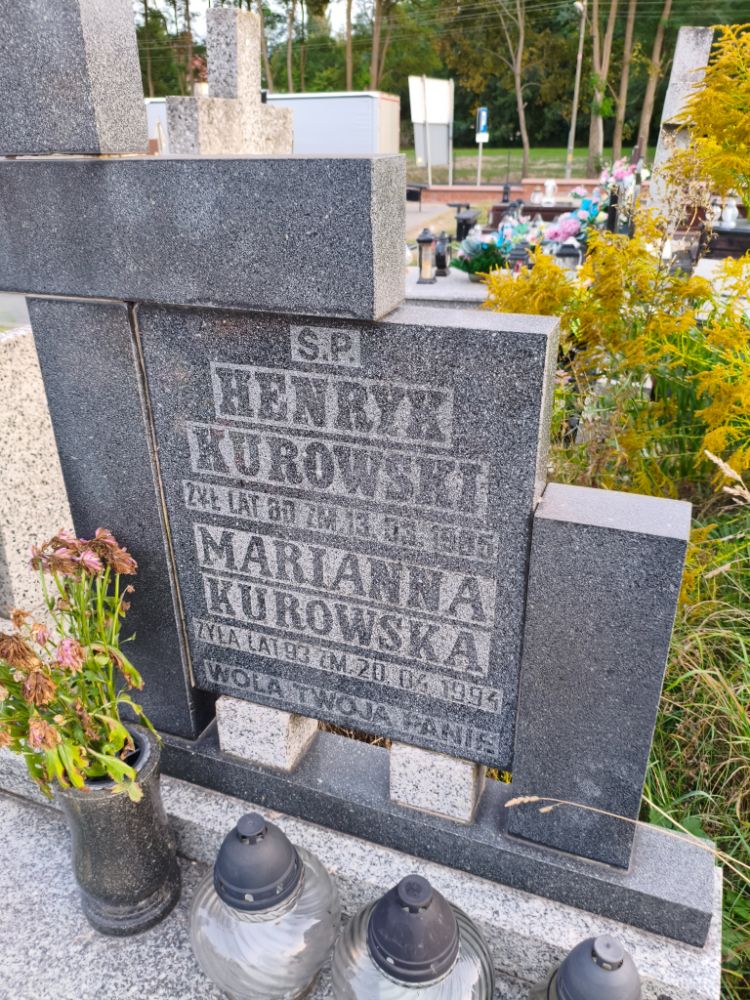 Ś.P.
HENRYK
KUROWSKI
ŻYŁ LAT 80 ZM. 13.03.1985
MARIANNA
KUROWSKA
ŻYŁA LAT 93 ZM. 20.04.1994
WOLA TWOJA PANIE